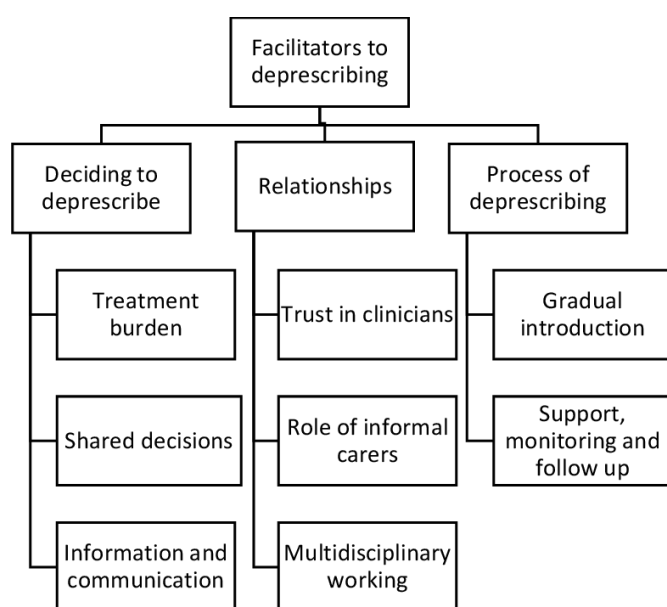 Facilitators to
deprescribing
Deciding to
deprescribe
Relationships
Process of
deprescribing
Treatment
burden
Trust in clinicians
Gradual
introduction
Shared decisions
Role of informal
carers
Support,
monitoring and
follow up
Information and
communication
Multidisciplinary
working